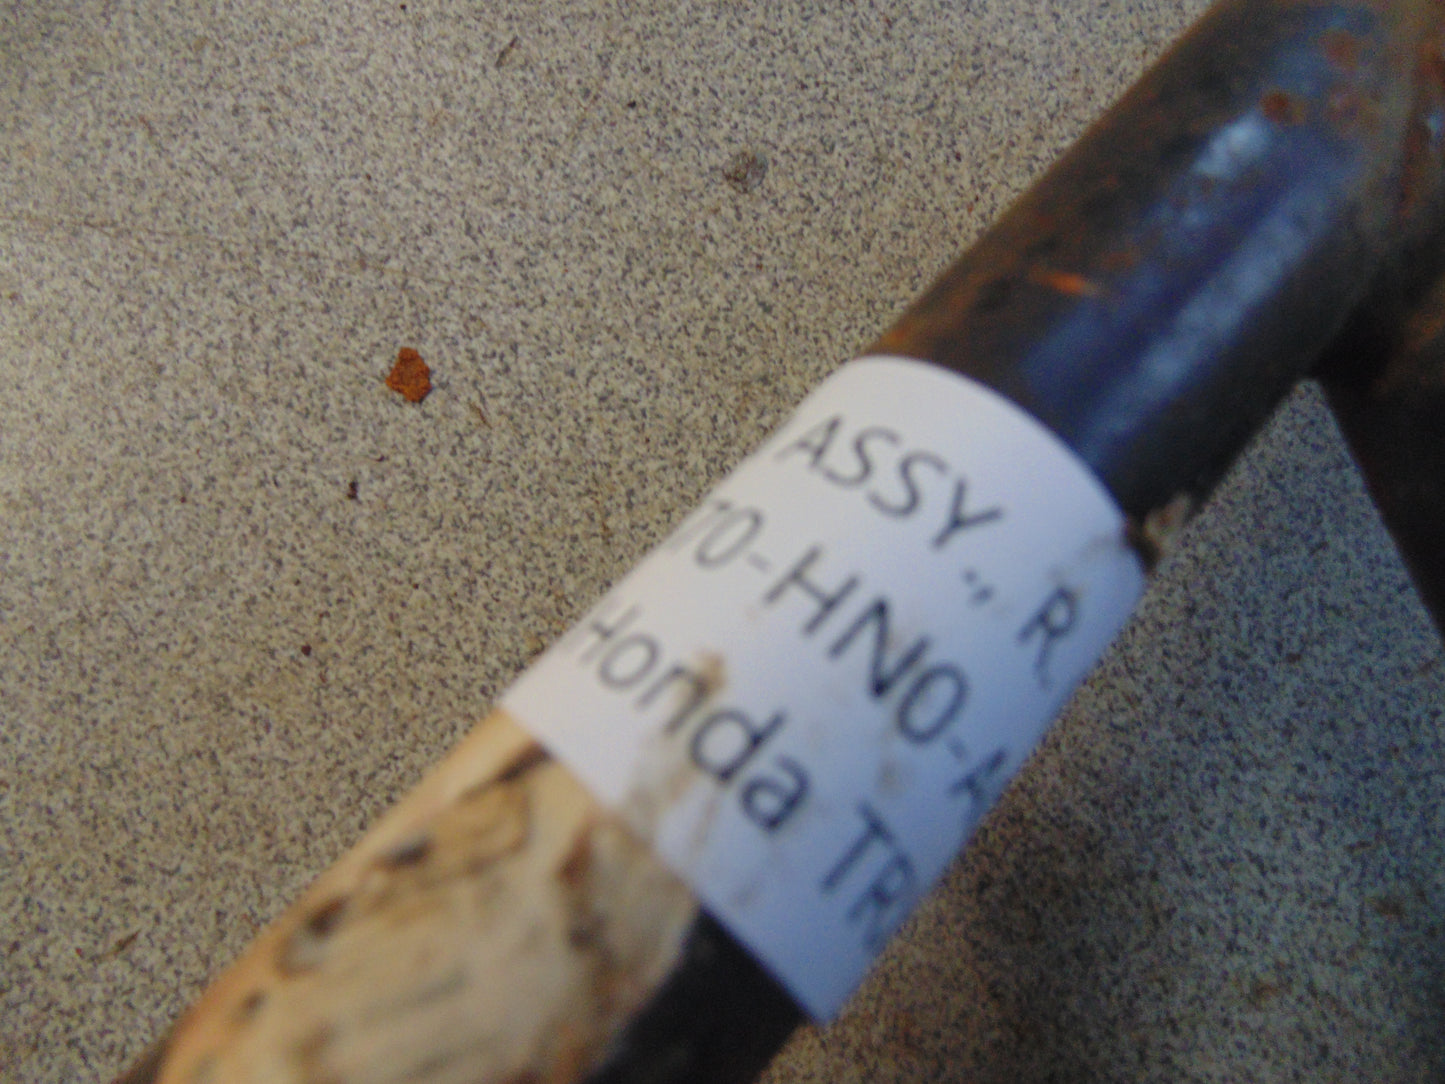 ASSY., R.
70-HN0-A
Honda TR